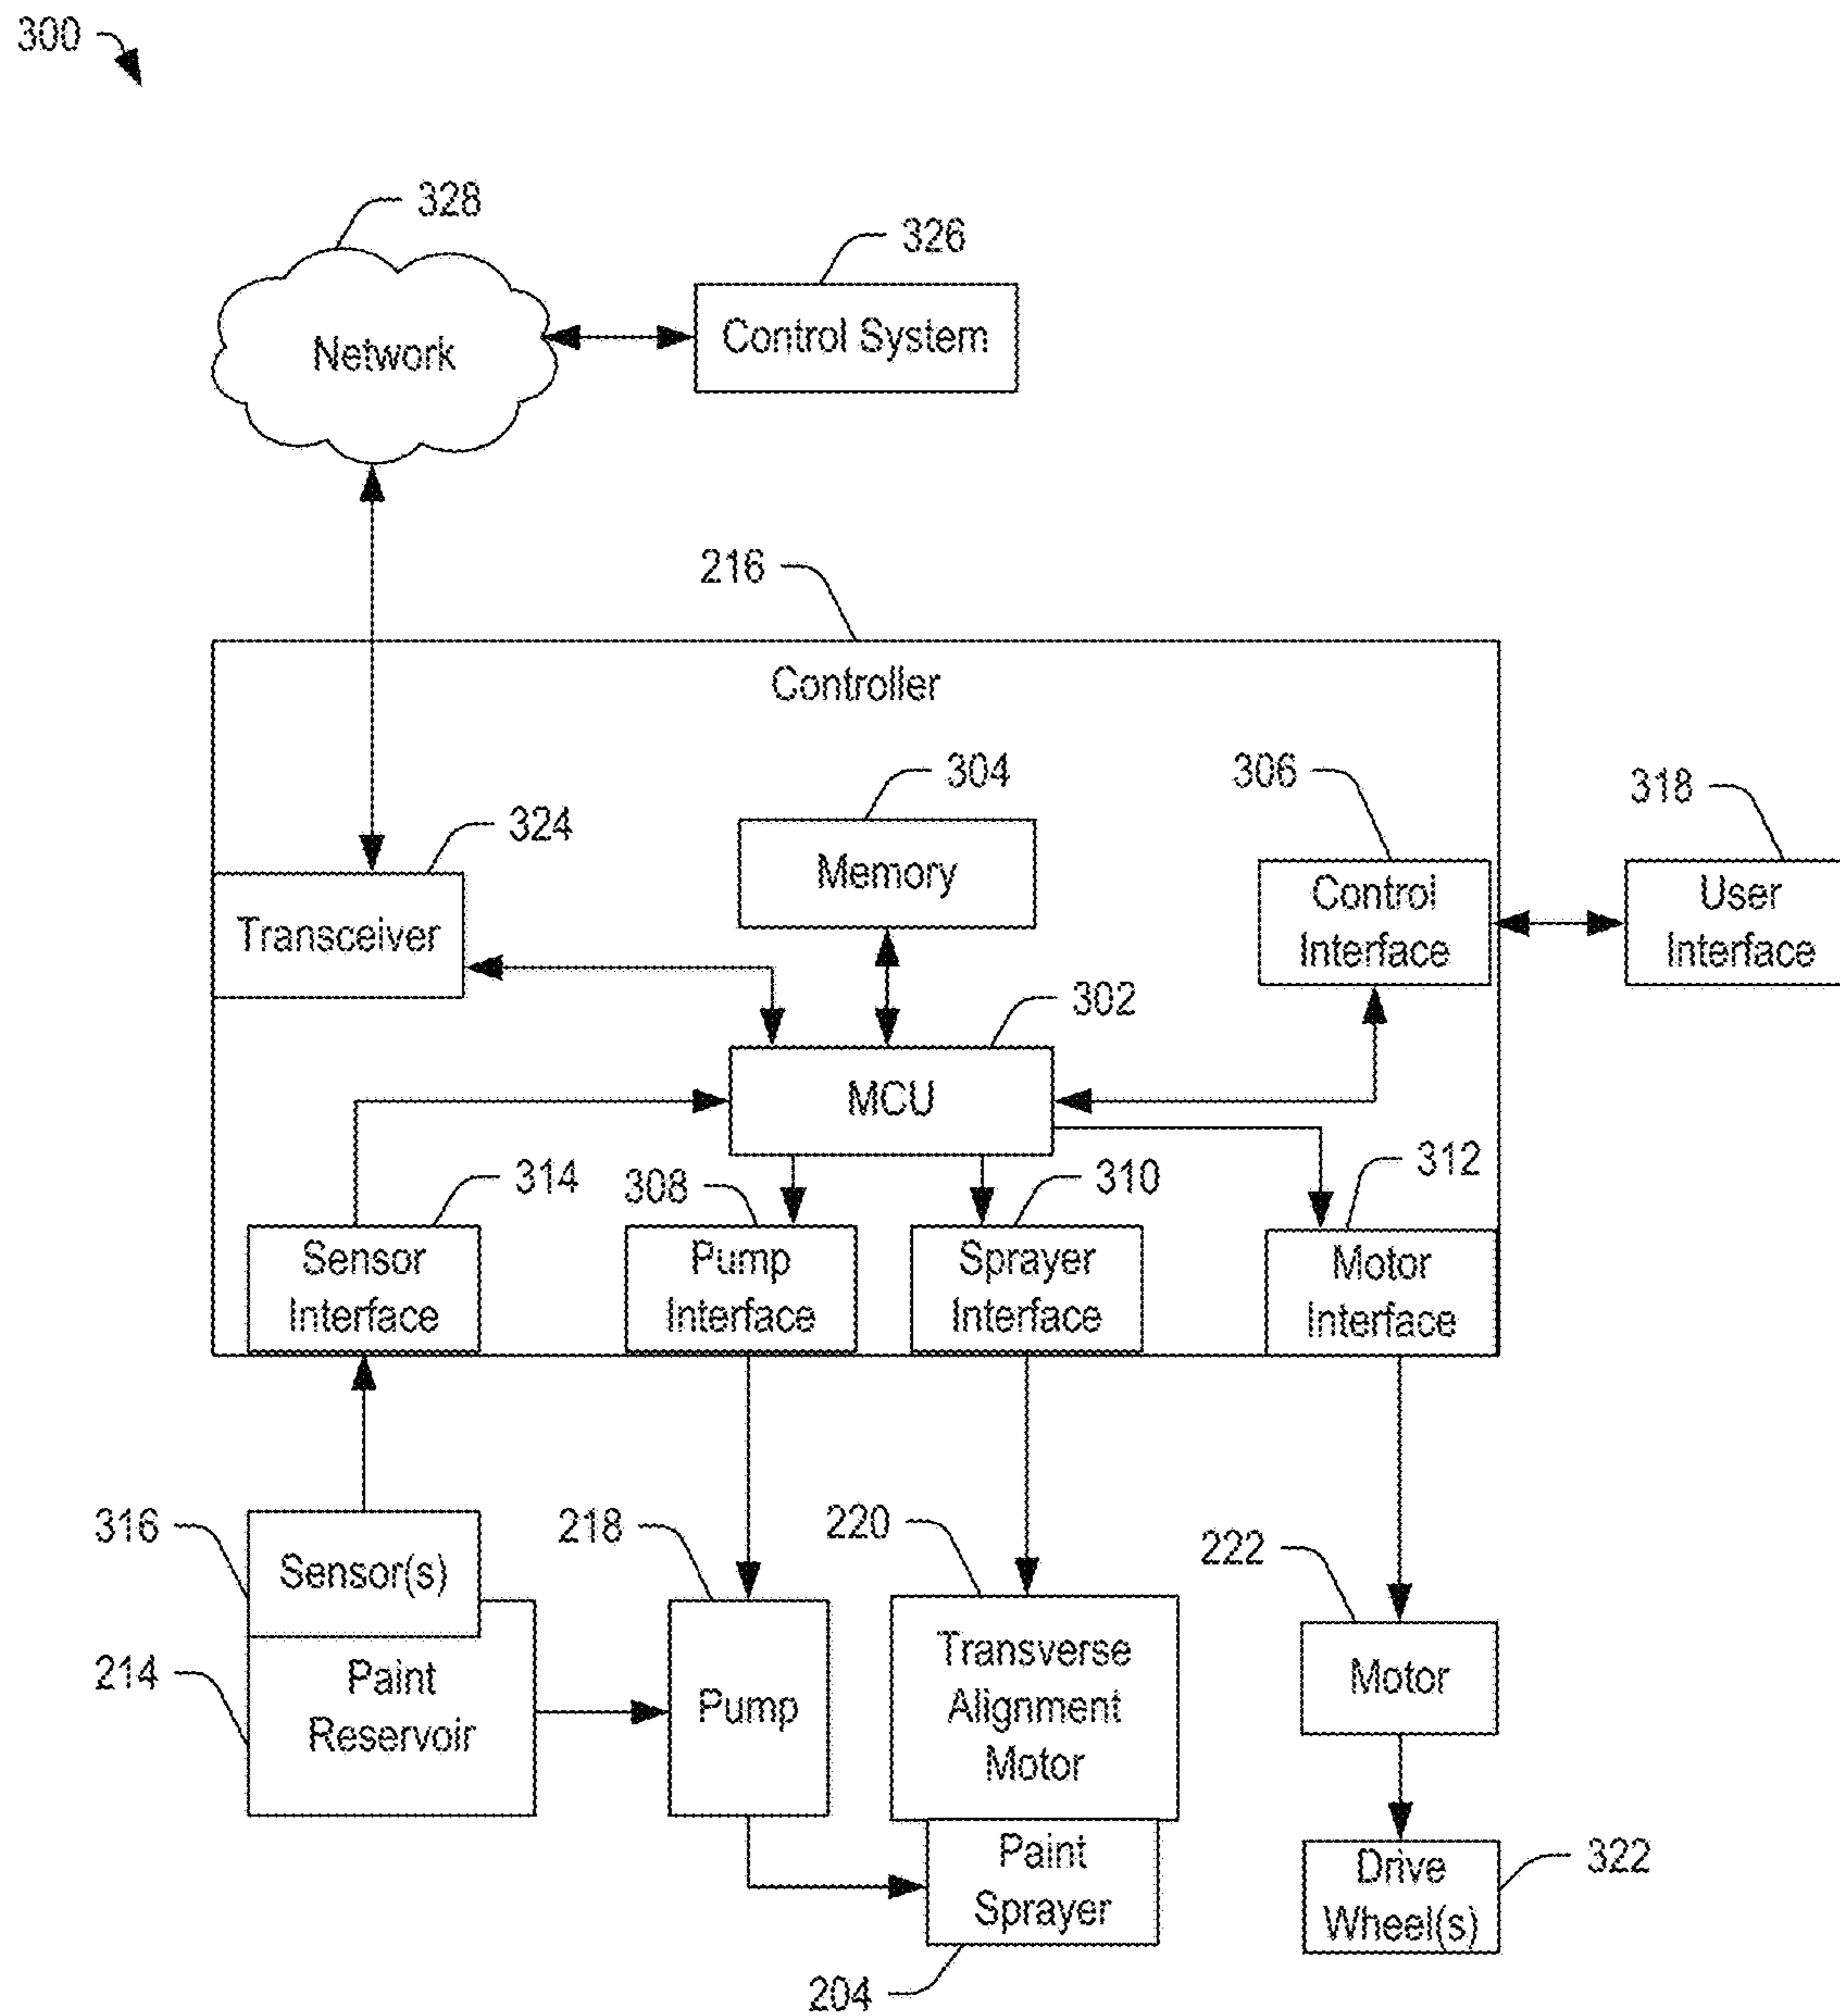 300
328
326
Network
Control System
216
Controller
304
306
318
324
Memory
Control
Interface
User
Interface
Transceiver
302
MCU
314
308
310
312
Sensor
Interface
Pump
Interface
Sprayer
Interface
Motor
Interface
316
218
220
222
Sensor(s)
214
Paint
Reservoir
Pump
Transverse
Alignment
Motor
Motor
Paint
Sprayer
Drive
Wheel(s)
322
204